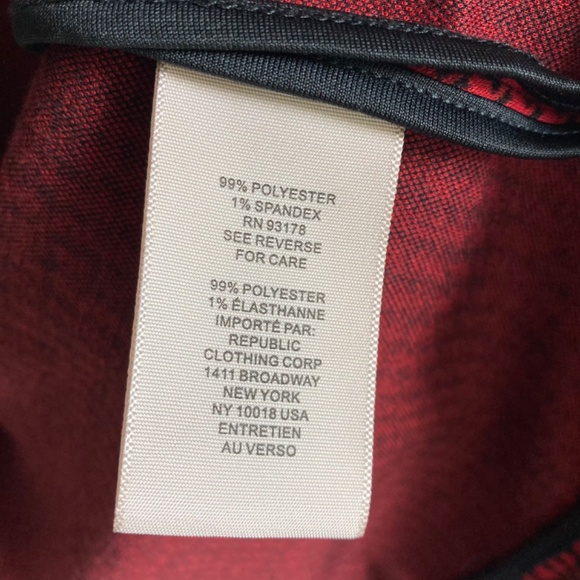 99% POLYESTER
1% SPANDEX
RN 93178
SEE REVERSE
FOR CARE
99% POLYESTER
1% ÉLASTHANNE
IMPORTÉ PAR:
REPUBLIC
CLOTHING CORP
1411 BROADWAY
NEW YORK
NY 10018 USA
ENTRETIEN
AU VERSO